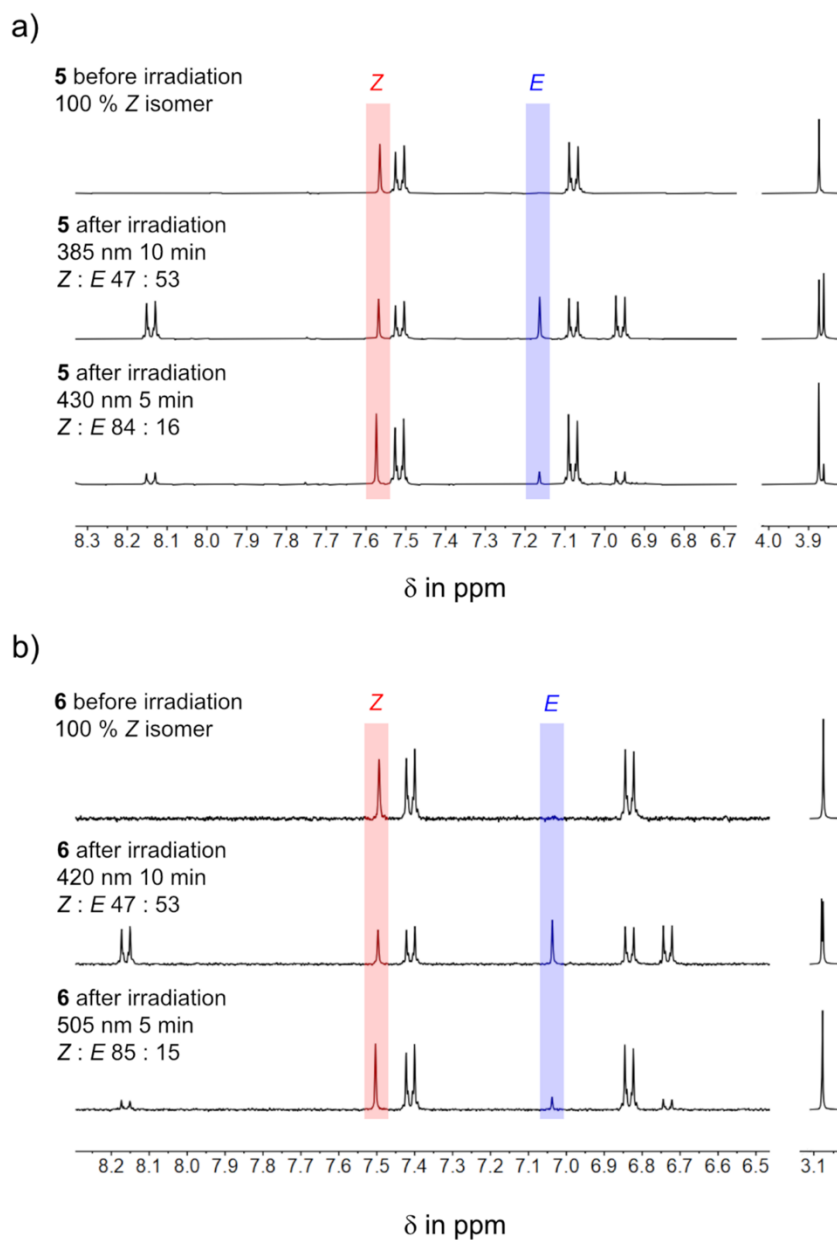 a)
5 before irradiation
100 % Z isomer
Z
E
5 after irradiation
385 nm 10 min
Z : E 47 : 53
5 after irradiation
430 nm 5 min
Z : E 84 : 16
8.3 8.2 8.1 8.0 7.9 7.8 7.7 7.6 7.5 7.4 7.3 7.2 7.1 7.0 6.9 6.8 6.7 4.0 3.9
δ in ppm
b)
6 before irradiation
100 % Z isomer
Z
E
6 after irradiation
420 nm 10 min
Z : E 47 : 53
6 after irradiation
505 nm 5 min
Z : E 85 : 15
8.2 8.1 8.0 7.9 7.8 7.7 7.6 7.5 7.4 7.3 7.2 7.1 7.0 6.9 6.8 6.7 6.6 6.5 3.1
δ in ppm